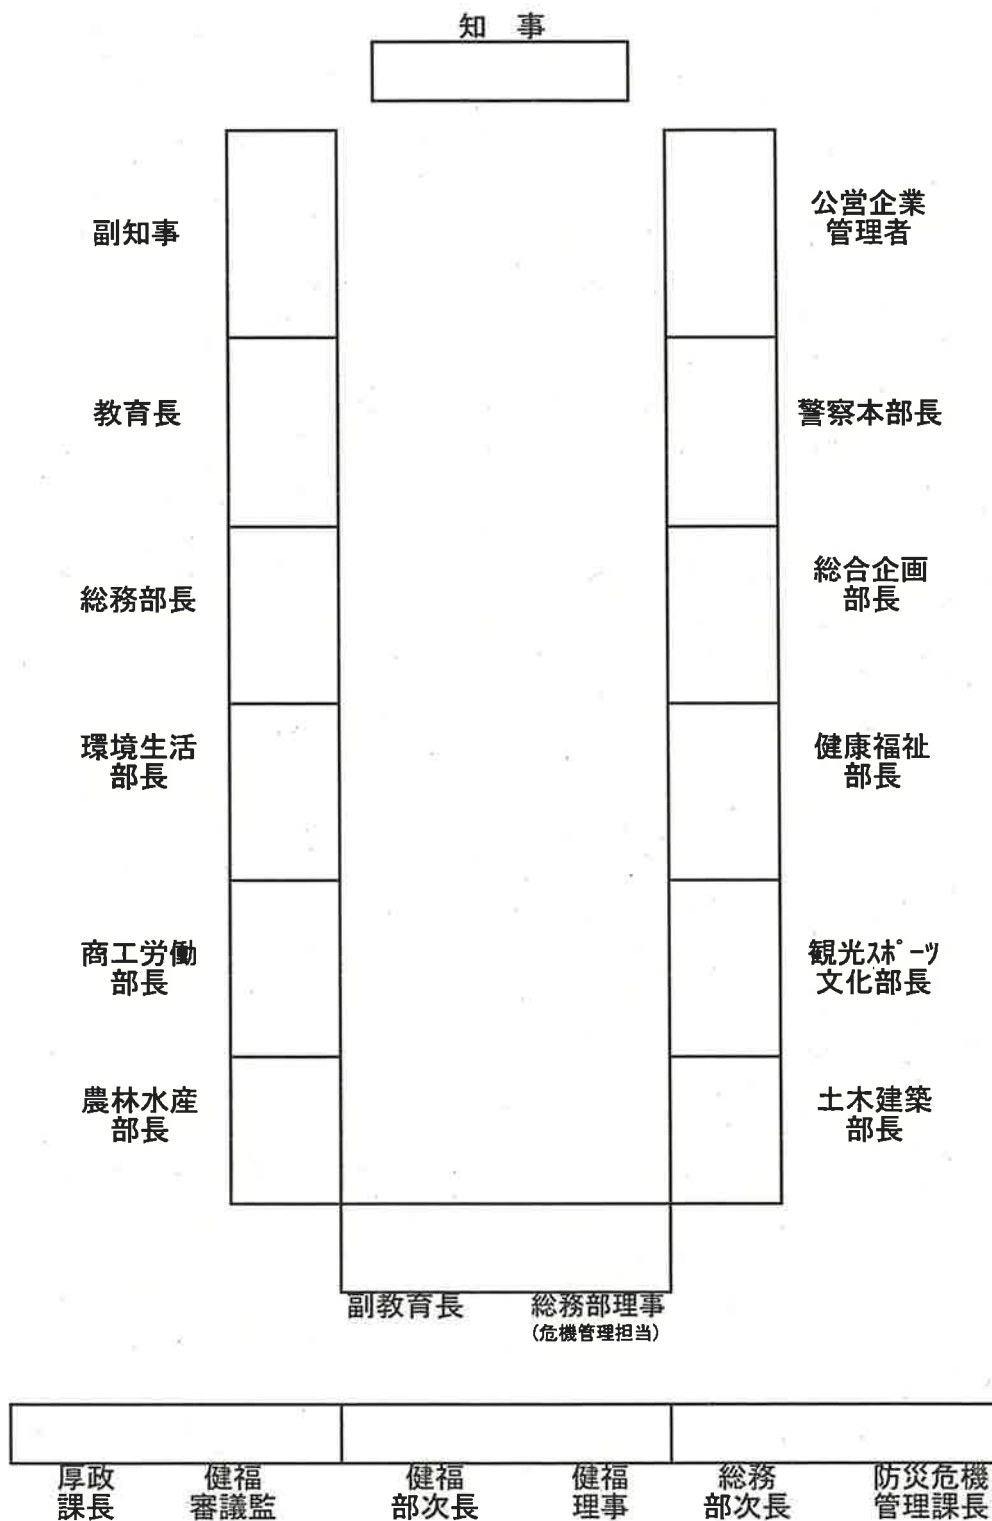 知　事
副知事
教育長
総務部長
環境生活
部長
商工労働
部長
農林水産
部長
公営企業
管理者
警察本部長
総合企画
部長
健康福祉
部長
観光ｽﾎﾟｰﾂ
文化部長
土木建築
部長
副教育長
総務部理事
(危機管理担当)
厚政
課長
健福
審議監
健福
部次長
健福
理事
総務
部次長
防災危機
管理課長